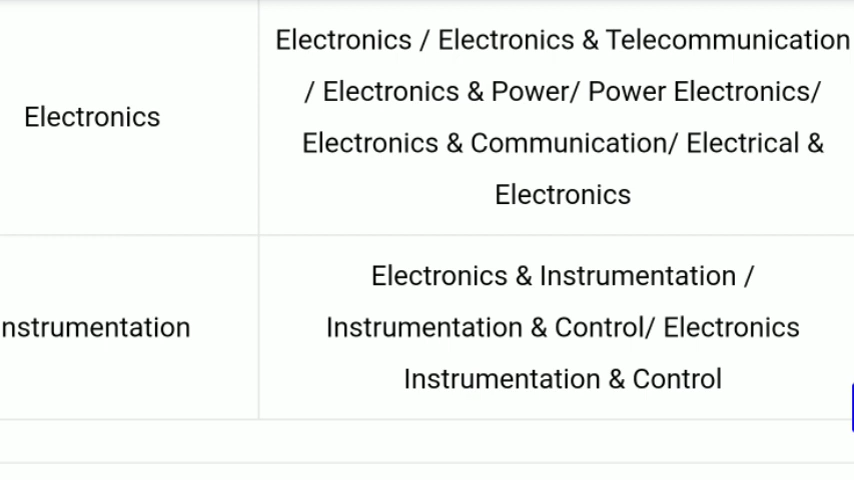 Electronics
Electronics / Electronics & Telecommunication
/ Electronics & Power/ Power Electronics/
Electronics & Communication/ Electrical &
Electronics
nstrumentation
Electronics & Instrumentation /
Instrumentation & Control/ Electronics
Instrumentation & Control